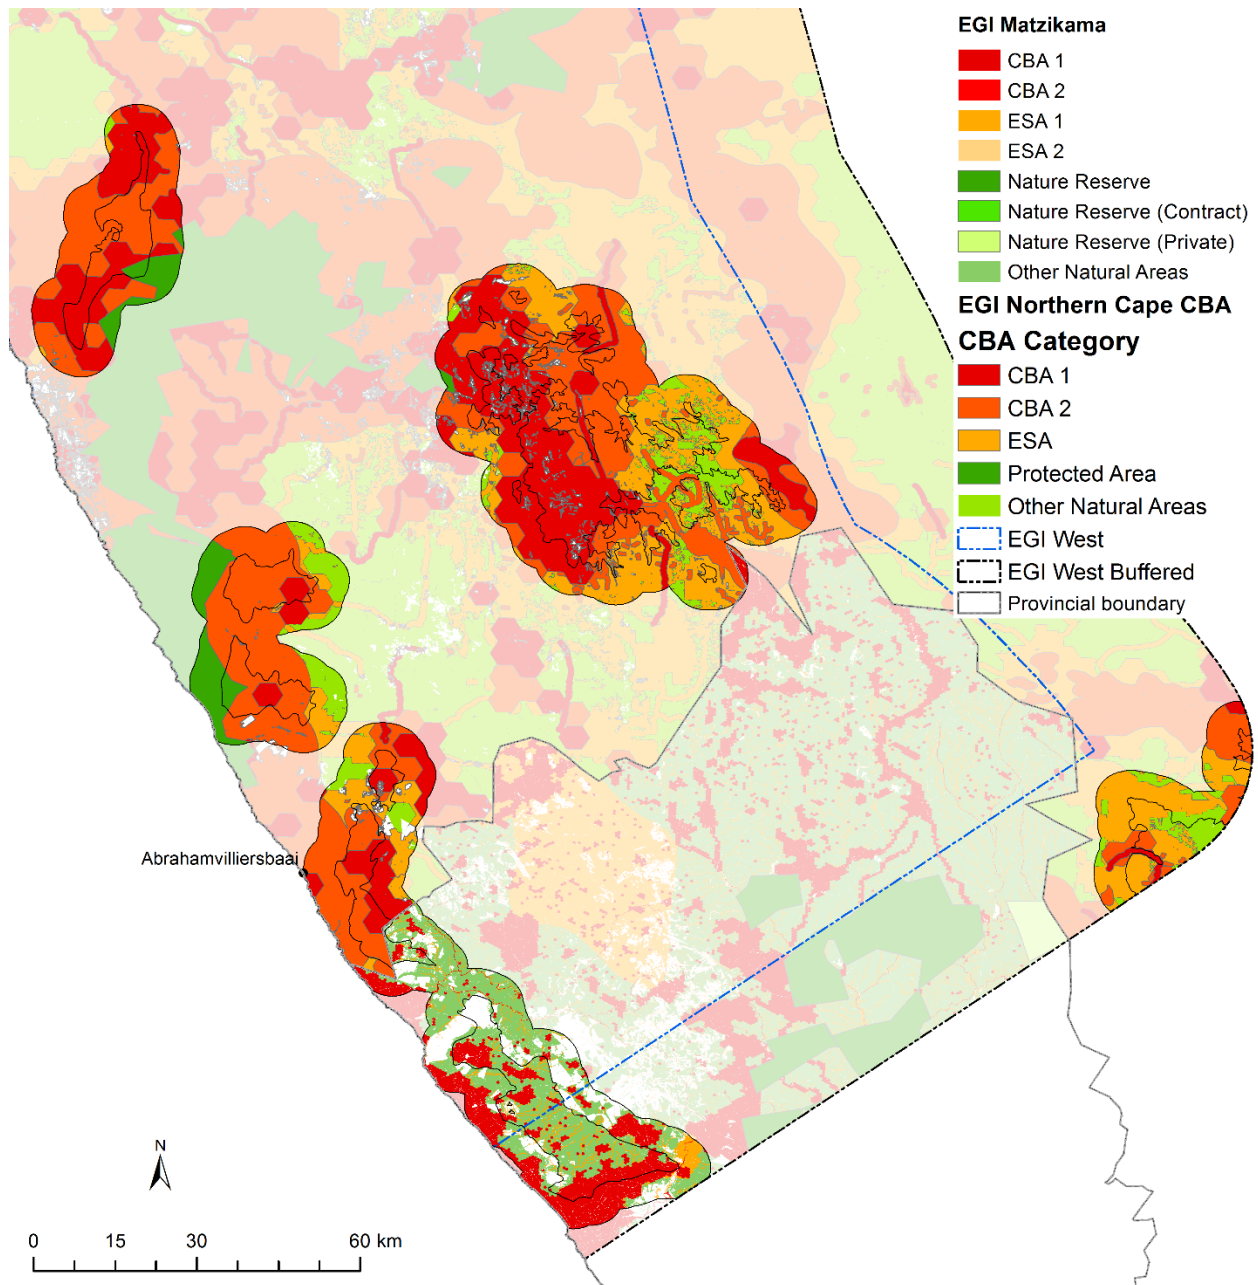 EGI Matzikama
CBA 1
CBA 2
ESA 1
ESA 2
Nature Reserve
Nature Reserve (Contract)
Nature Reserve (Private)
Other Natural Areas
EGI Northern Cape CBA
CBA Category
CBA 1
CBA 2
ESA
Protected Area
Other Natural Areas
EGI West
EGI West Buffered
Provincial boundary
Abrahamvilliersbaai
N
0 15 30 60 km